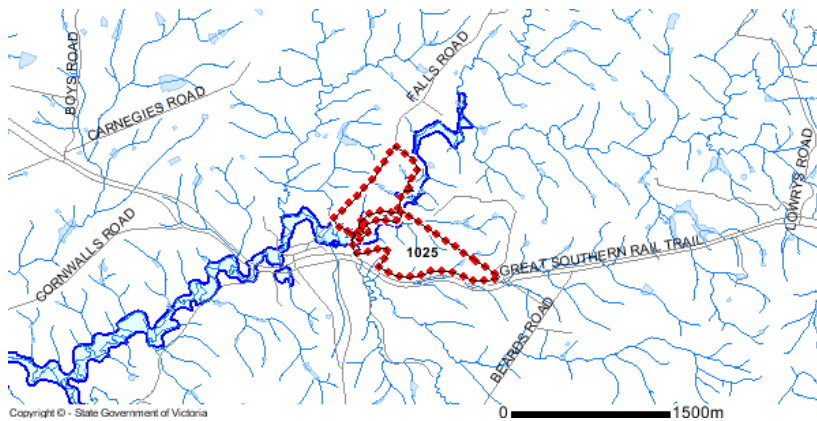 BOYS ROAD
CARNEGIES ROAD
FALLS ROAD
LOWRYS ROAD
CORNWALLS ROAD
1025
GREAT SOUTHERN RAIL TRAIL
BEARDS ROAD
Copyright © - State Government of Victoria
0 1500m